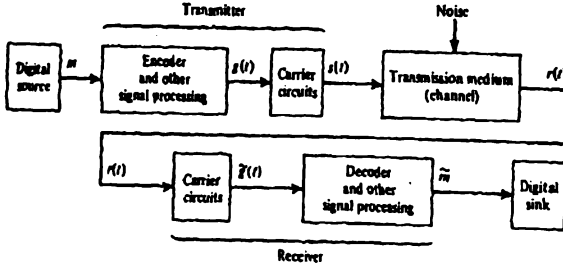 Transmitter
Noise
Digital
source
m
Encoder
and other
signal processing
g(t)
Carrier
circuits
s(t)
Transmission medium
(channel)
r(t)
r(t)
Carrier
circuits
g̃(t)
Decoder
and other
signal processing
m̃
Digital
sink
Receiver